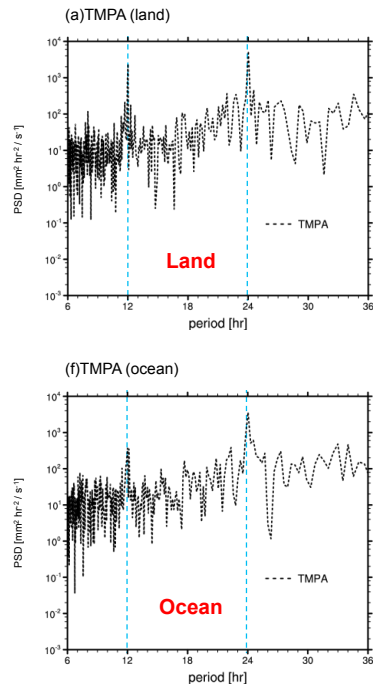 (a)TMPA (land)
10⁴
10³
10²
10¹
10⁰
10⁻¹
10⁻²
10⁻³
PSD [mm² hr⁻² / s⁻¹]
TMPA
Land
6 12 18 24 30 36
period [hr]
(f)TMPA (ocean)
10⁴
10³
10²
10¹
10⁰
10⁻¹
10⁻²
10⁻³
PSD [mm² hr⁻² / s⁻¹]
TMPA
Ocean
6 12 18 24 30 36
period [hr]